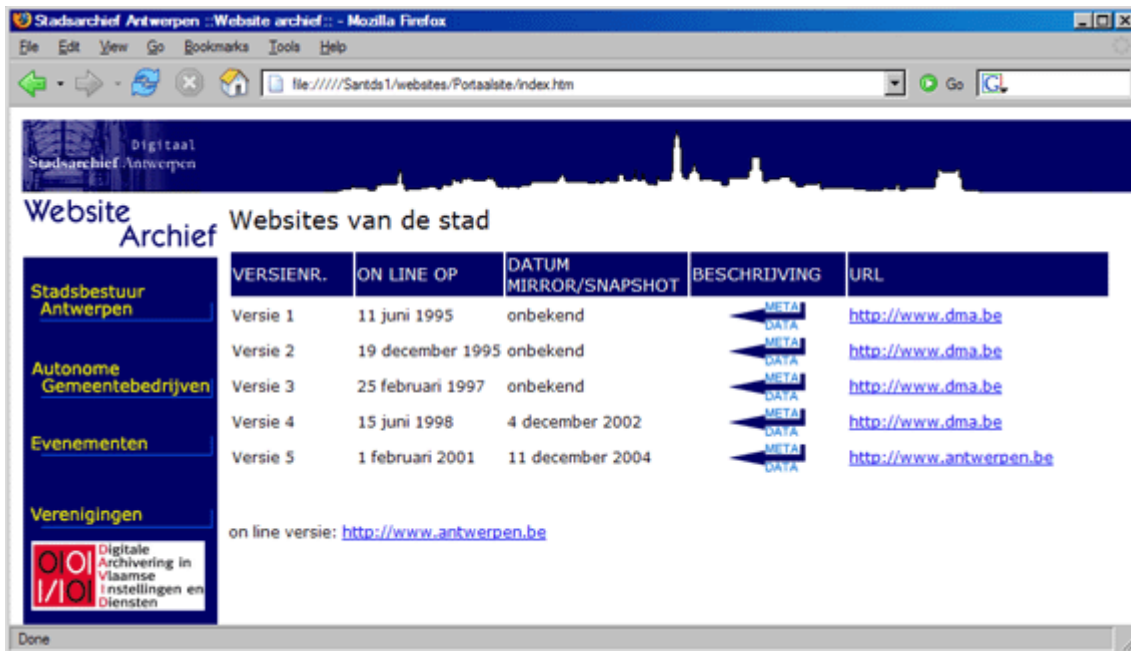 Stadsarchief Antwerpen ::Website archief:: - Mozilla Firefox
File Edit View Go Bookmarks Tools Help
file://///Santds1/websites/Portaalsite/index.htm Go G
Digitaal
Stadsarchief Antwerpen
Website
Archief
Stadsbestuur
Antwerpen
Autonome
Gemeentebedrijven
Evenementen
Verenigingen
Digitale
Archivering in
Vlaamse
Instellingen en
Diensten
Websites van de stad
VERSIENR. ON LINE OP DATUM MIRROR/SNAPSHOT BESCHRIJVING URL
Versie 1 11 juni 1995 onbekend META DATA http://www.dma.be
Versie 2 19 december 1995 onbekend META DATA http://www.dma.be
Versie 3 25 februari 1997 onbekend META DATA http://www.dma.be
Versie 4 15 juni 1998 4 december 2002 META DATA http://www.dma.be
Versie 5 1 februari 2001 11 december 2004 META DATA http://www.antwerpen.be
on line versie: http://www.antwerpen.be
Done